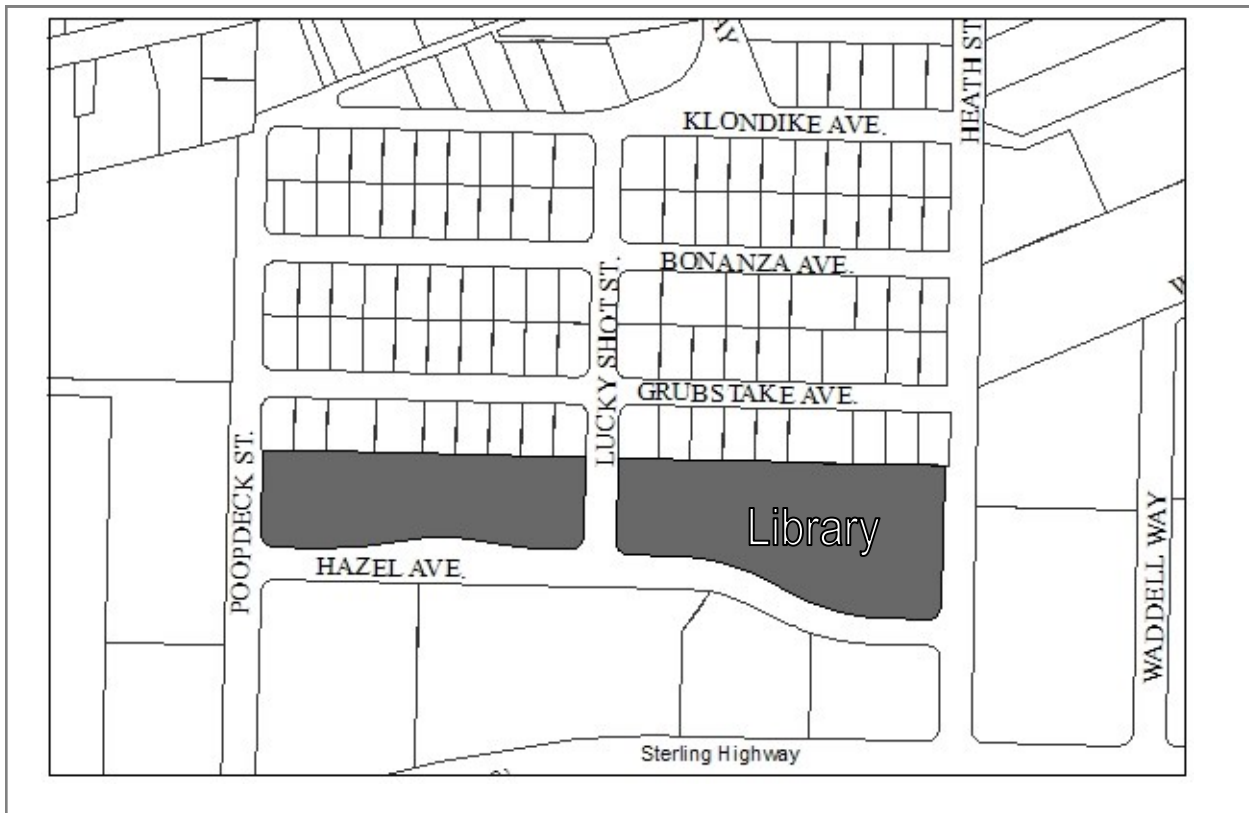 HEATH ST.
KLONDIKE AVE.
BONANZA AVE.
LUCKY SHOT ST.
GRUBSTAKE AVE.
POOPDECK ST.
Library
HAZEL AVE.
WADDELL WAY
Sterling Highway